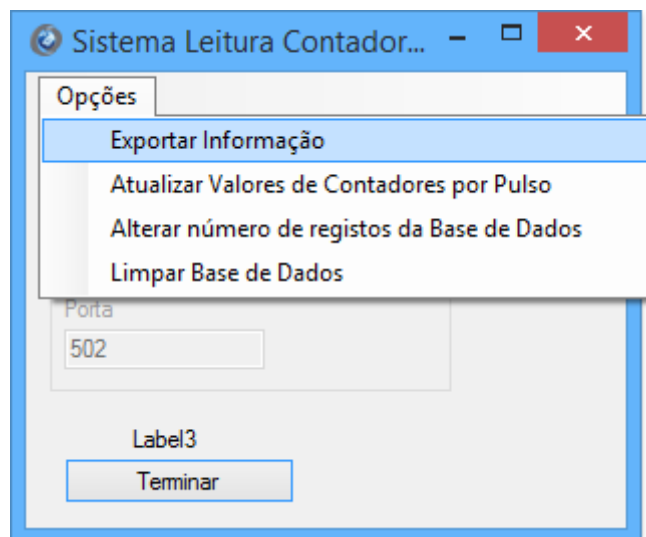 Sistema Leitura Contador...
Opções
Exportar Informação
Atualizar Valores de Contadores por Pulso
Alterar número de registos da Base de Dados
Limpar Base de Dados
Porta
502
Label3
Terminar